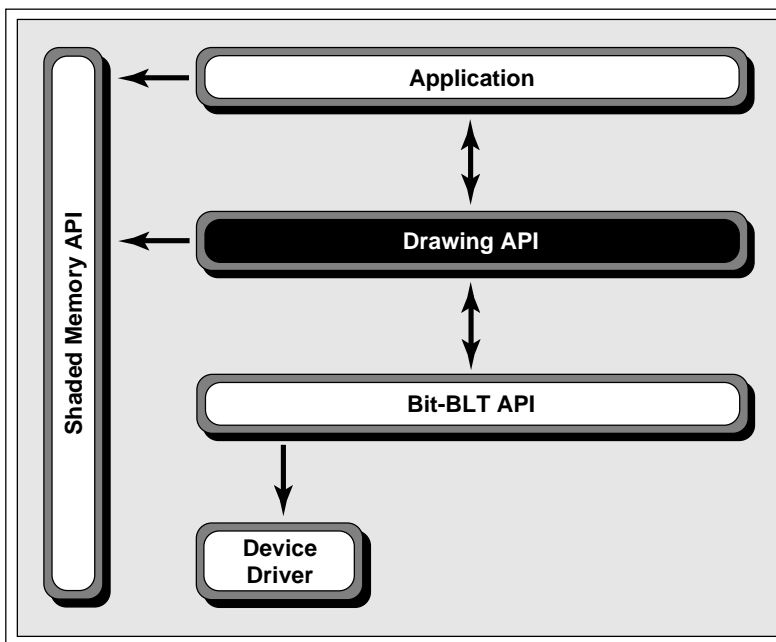 Application
Shaded Memory API
Drawing API
Bit-BLT API
Device
Driver